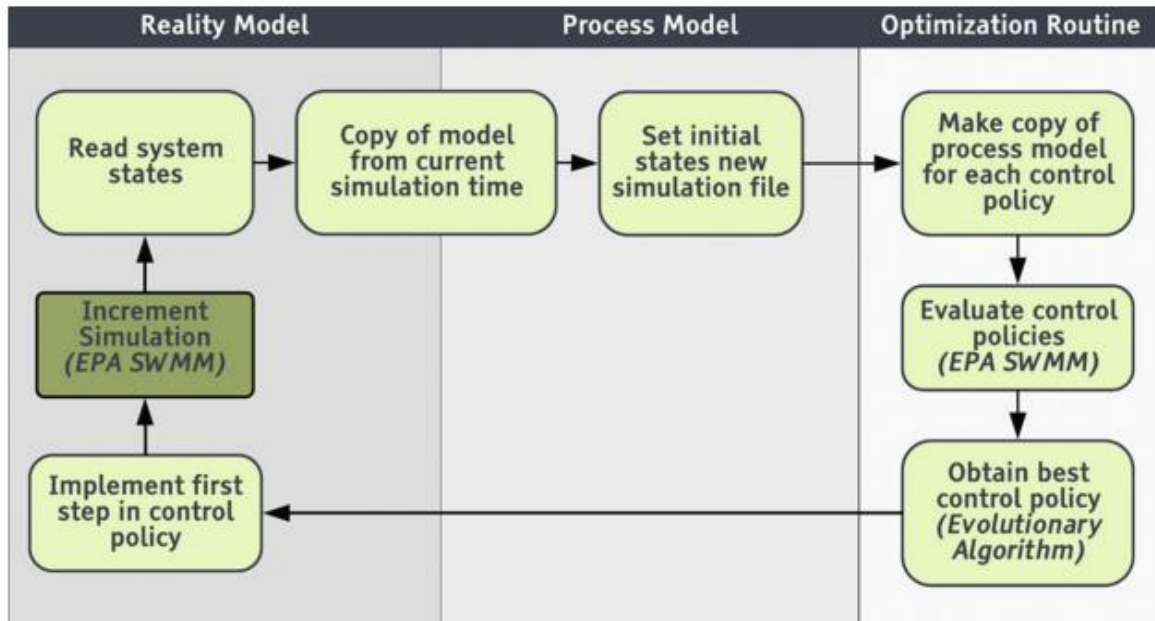 Reality Model
Process Model
Optimization Routine
Read system
states
Copy of model
from current
simulation time
Set initial
states new
simulation file
Make copy of
process model
for each control
policy
Increment
Simulation
(EPA SWMM)
Evaluate control
policies
(EPA SWMM)
Implement first
step in control
policy
Obtain best
control policy
(Evolutionary
Algorithm)